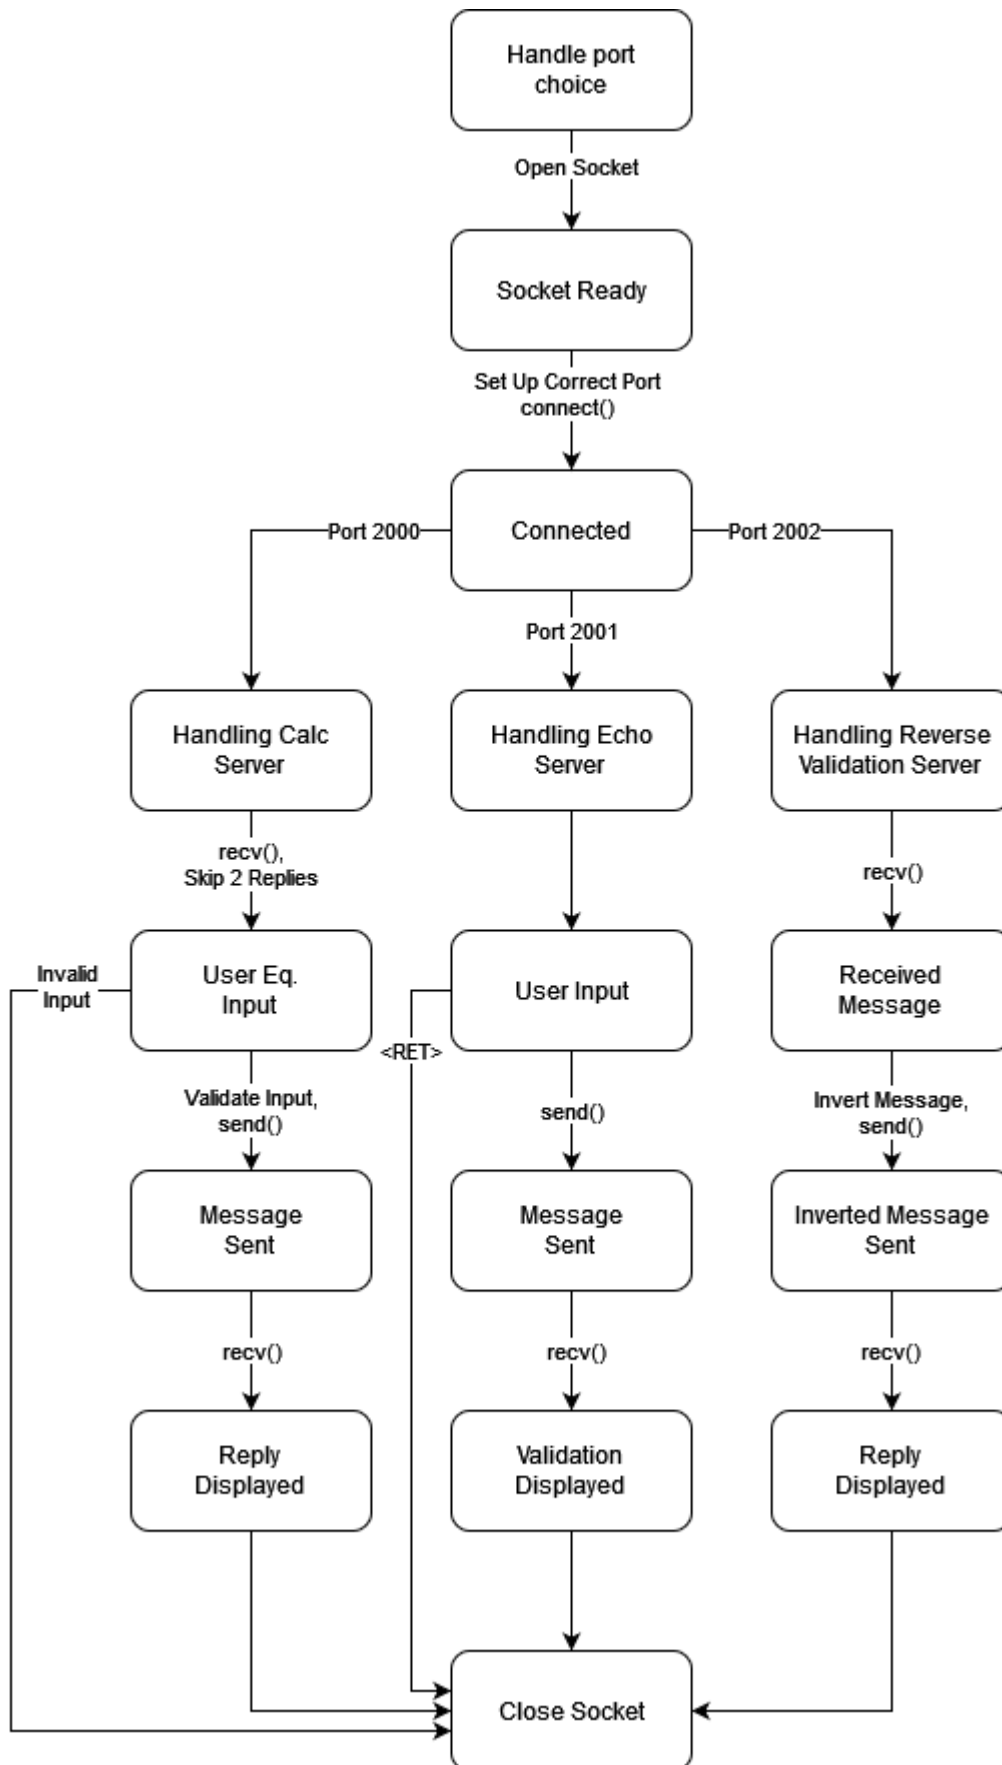 Handle port
choice
Open Socket
Socket Ready
Set Up Correct Port
connect()
Connected
Port 2000
Port 2002
Port 2001
Handling Calc
Server
Handling Echo
Server
Handling Reverse
Validation Server
recv(),
Skip 2 Replies
recv()
Invalid
Input
User Eq.
Input
User Input
Received
Message
<RET>
Validate Input,
send()
send()
Invert Message,
send()
Message
Sent
Message
Sent
Inverted Message
Sent
recv()
recv()
recv()
Reply
Displayed
Validation
Displayed
Reply
Displayed
Close Socket